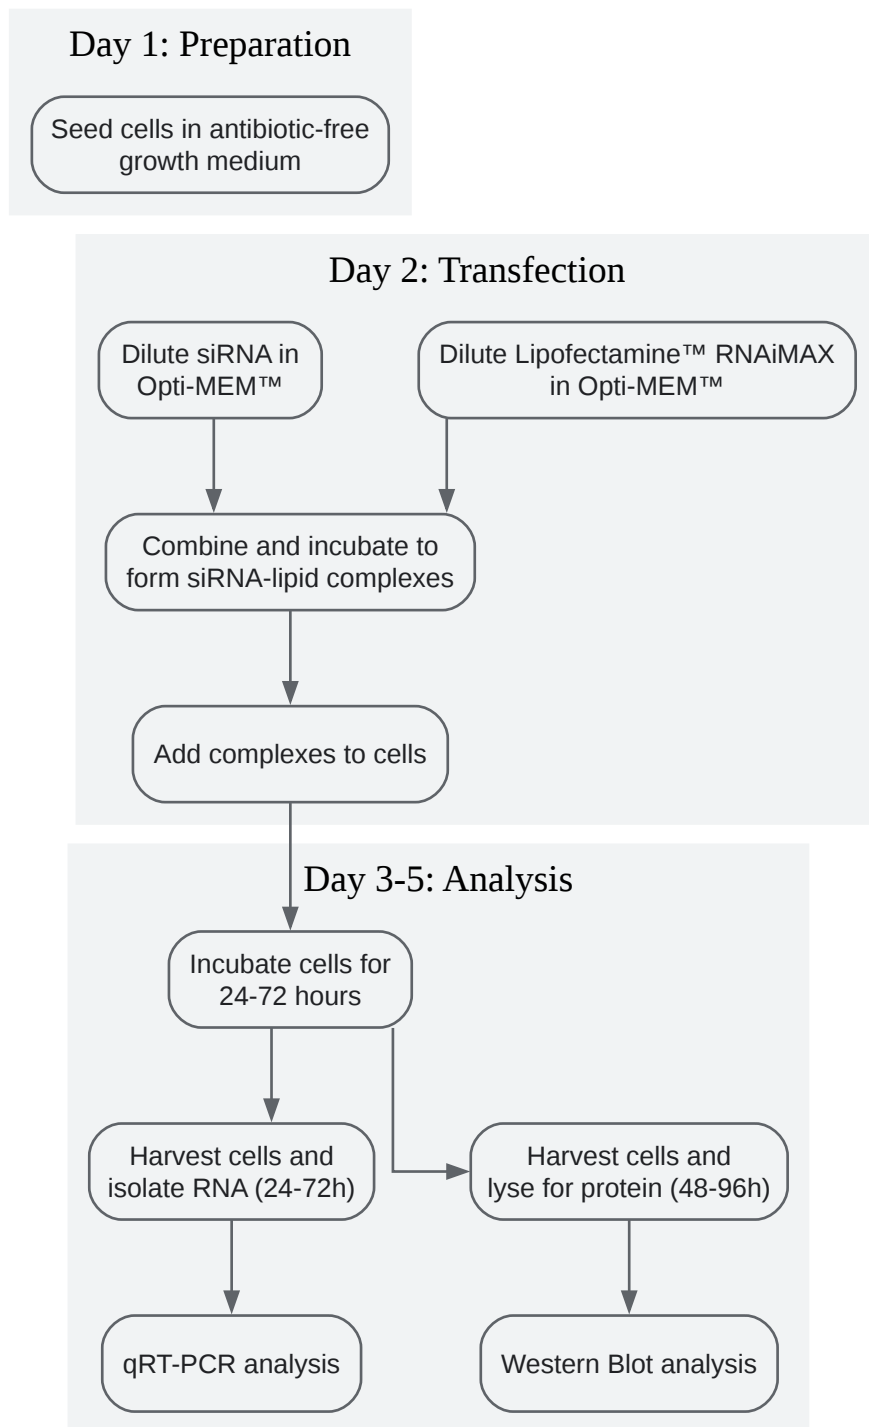 Day 1: Preparation
Seed cells in antibiotic-free
growth medium
Day 2: Transfection
Dilute siRNA in
Opti-MEM™
Dilute Lipofectamine™ RNAiMAX
in Opti-MEM™
Combine and incubate to
form siRNA-lipid complexes
Add complexes to cells
Day 3-5: Analysis
Incubate cells for
24-72 hours
Harvest cells and
isolate RNA (24-72h)
Harvest cells and
lyse for protein (48-96h)
qRT-PCR analysis
Western Blot analysis